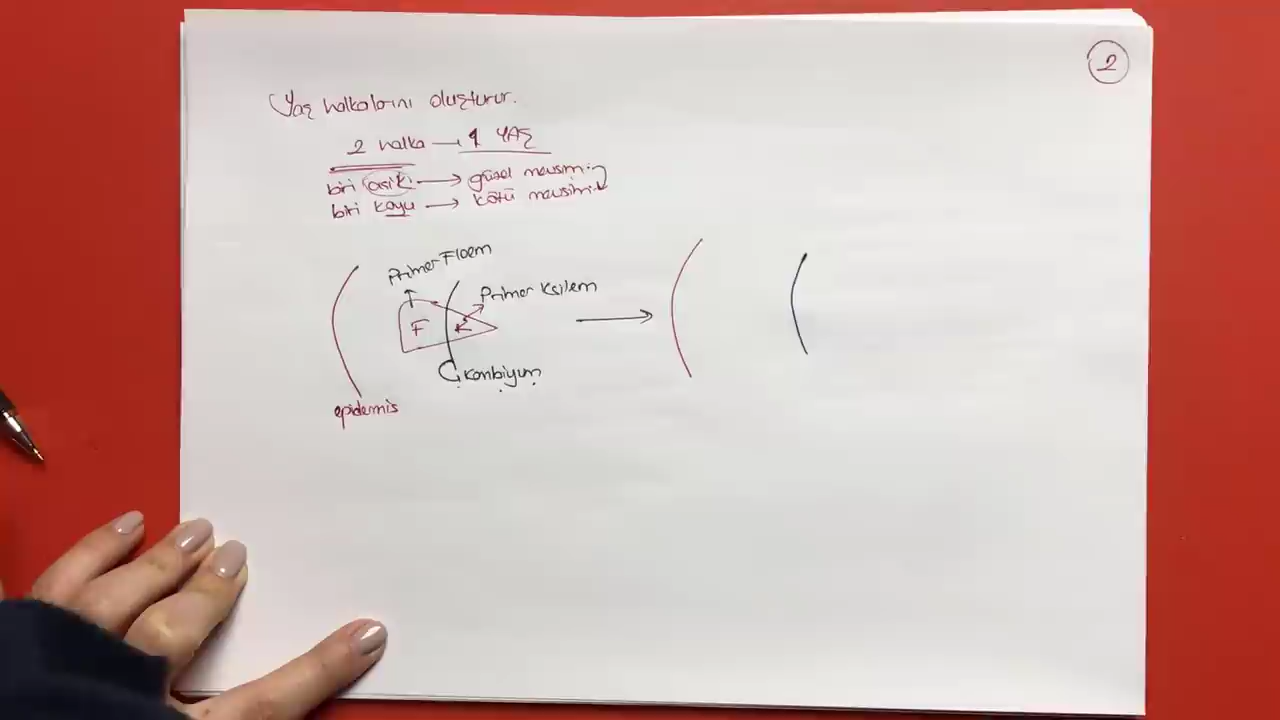 2
Yaş halkalarını oluşturur.
2 halka → 1 YAŞ
biri açık → güzel mevsim
biri koyu → kötü mevsim
Primer Floem
Primer Ksilem
F K
Kambiyum
epidermis